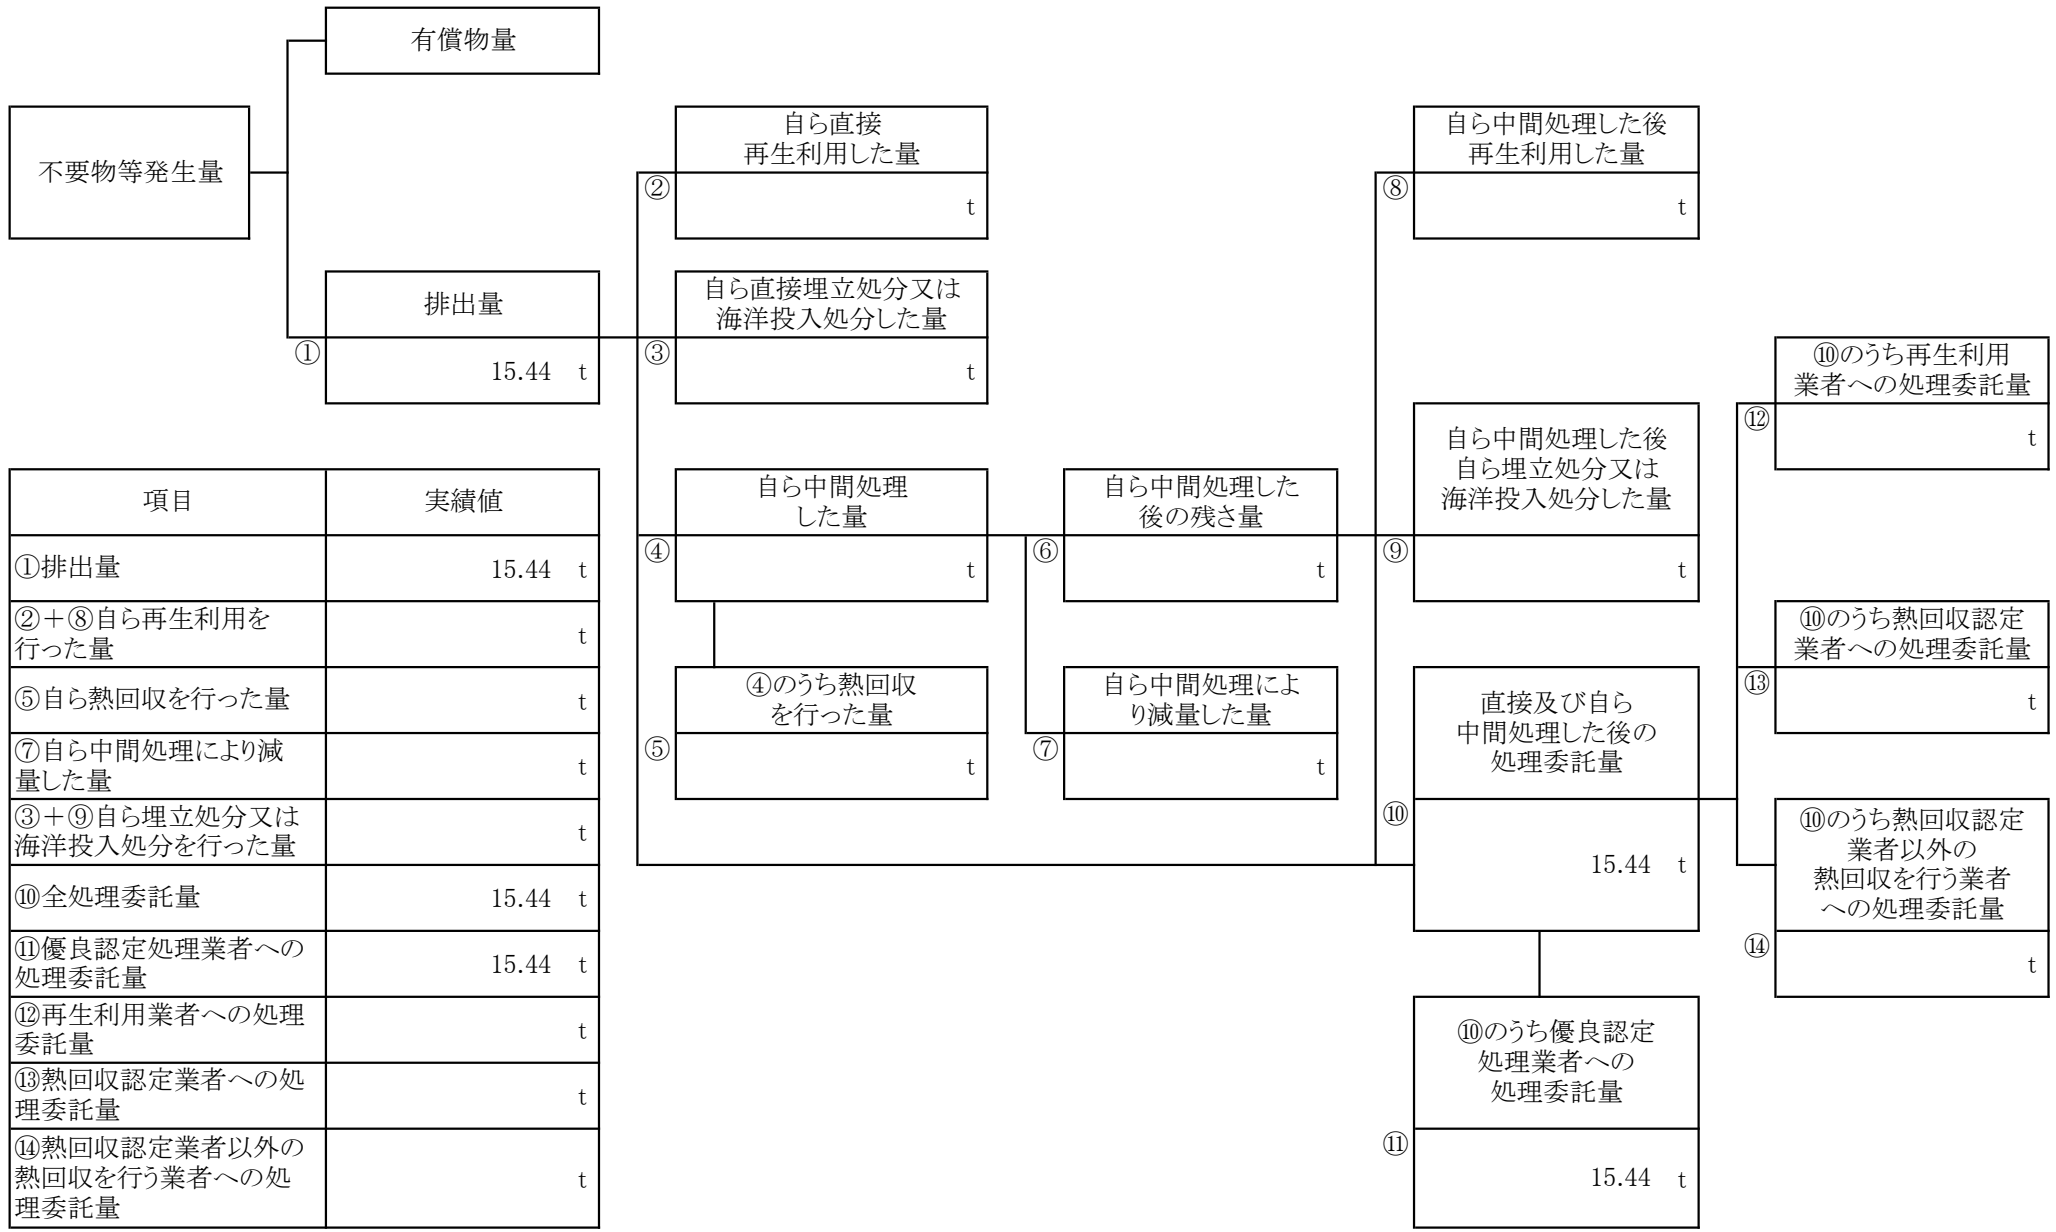 有償物量
不要物等発生量
排出量
①
15.44 t
自ら直接
再生利用した量
②
t
自ら直接埋立処分又は
海洋投入処分した量
③
t
自ら中間処理
した量
④
t
④のうち熱回収
を行った量
⑤
t
自ら中間処理した
後の残さ量
⑥
t
自ら中間処理によ
り減量した量
⑦
t
自ら中間処理した後
再生利用した量
⑧
t
自ら中間処理した後
自ら埋立処分又は
海洋投入処分した量
⑨
t
直接及び自ら
中間処理した後の
処理委託量
⑩
15.44 t
⑩のうち優良認定
処理業者への
処理委託量
⑪
15.44 t
⑩のうち再生利用
業者への処理委託量
⑫
t
⑩のうち熱回収認定
業者への処理委託量
⑬
t
⑩のうち熱回収認定
業者以外の
熱回収を行う業者
への処理委託量
⑭
t
項目 実績値
①排出量 15.44 t
②+⑧自ら再生利用を
行った量
t
⑤自ら熱回収を行った量 t
⑦自ら中間処理により減
量した量
t
③+⑨自ら埋立処分又は
海洋投入処分を行った量
t
⑩全処理委託量 15.44 t
⑪優良認定処理業者への
処理委託量
15.44 t
⑫再生利用業者への処理
委託量
t
⑬熱回収認定業者への処
理委託量
t
⑭熱回収認定業者以外の
熱回収を行う業者への処
理委託量
t